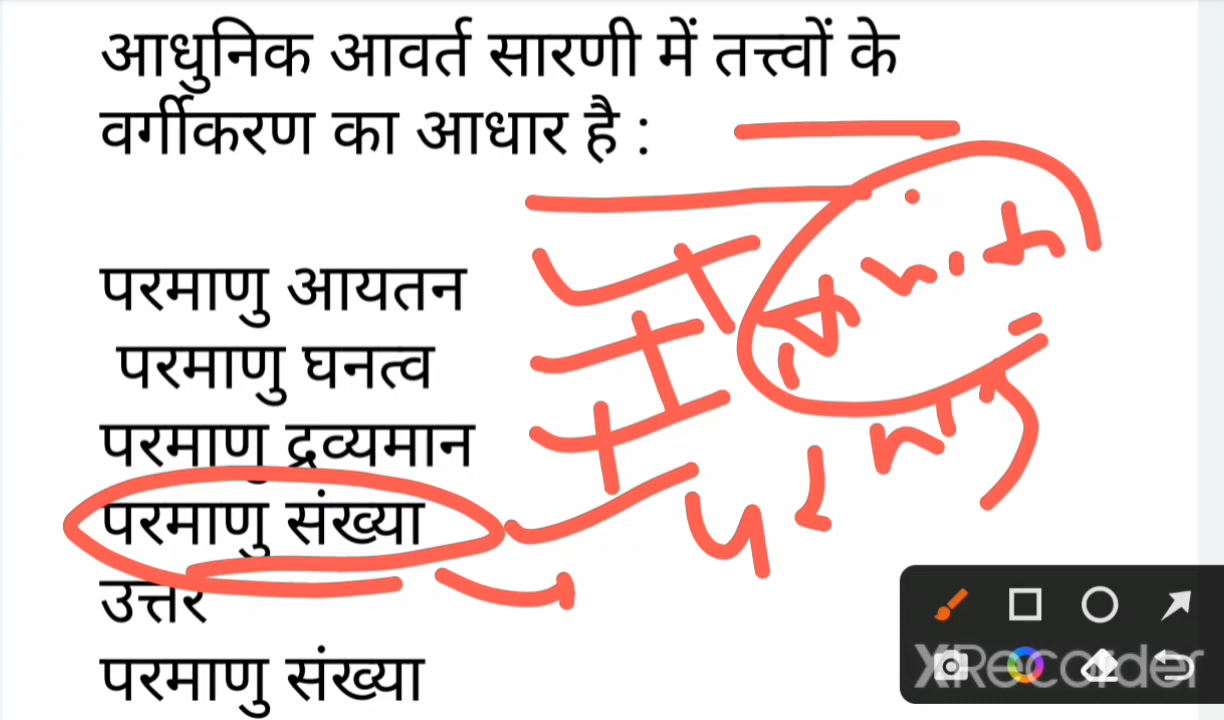 आधुनिक आवर्त सारणी में तत्त्वों के
वर्गीकरण का आधार है :
परमाणु आयतन
परमाणु घनत्व
परमाणु द्रव्यमान
परमाणु संख्या
उत्तर
परमाणु संख्या
XRecorder